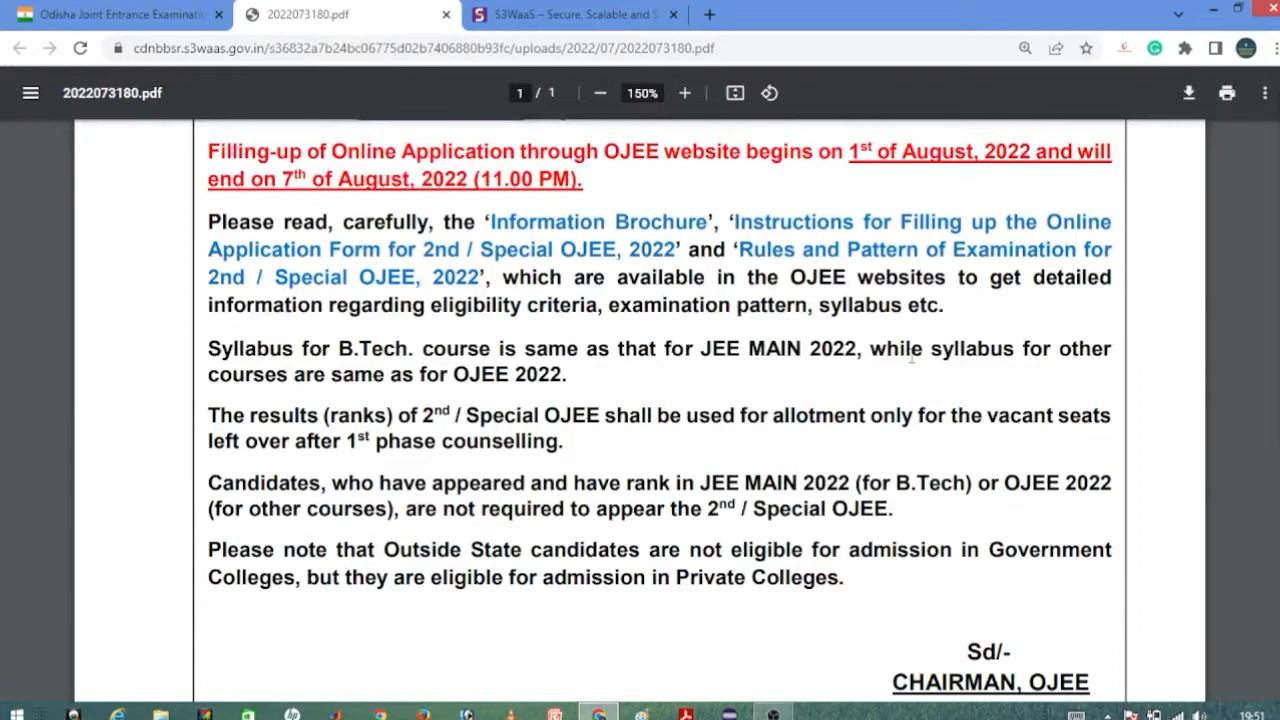 Odisha Joint Entrance Examinatio
2022073180.pdf
S3WaaS – Secure, Scalable and S
cdnbbsr.s3waas.gov.in/s36832a7b24bc06775d02b7406880b93fc/uploads/2022/07/2022073180.pdf
2022073180.pdf
1 / 1
150%
Filling-up of Online Application through OJEE website begins on 1st of August, 2022 and will
end on 7th of August, 2022 (11.00 PM).
Please read, carefully, the ‘Information Brochure’, ‘Instructions for Filling up the Online
Application Form for 2nd / Special OJEE, 2022’ and ‘Rules and Pattern of Examination for
2nd / Special OJEE, 2022’, which are available in the OJEE websites to get detailed
information regarding eligibility criteria, examination pattern, syllabus etc.
Syllabus for B.Tech. course is same as that for JEE MAIN 2022, while syllabus for other
courses are same as for OJEE 2022.
The results (ranks) of 2nd / Special OJEE shall be used for allotment only for the vacant seats
left over after 1st phase counselling.
Candidates, who have appeared and have rank in JEE MAIN 2022 (for B.Tech) or OJEE 2022
(for other courses), are not required to appear the 2nd / Special OJEE.
Please note that Outside State candidates are not eligible for admission in Government
Colleges, but they are eligible for admission in Private Colleges.
Sd/-
CHAIRMAN, OJEE
19:51